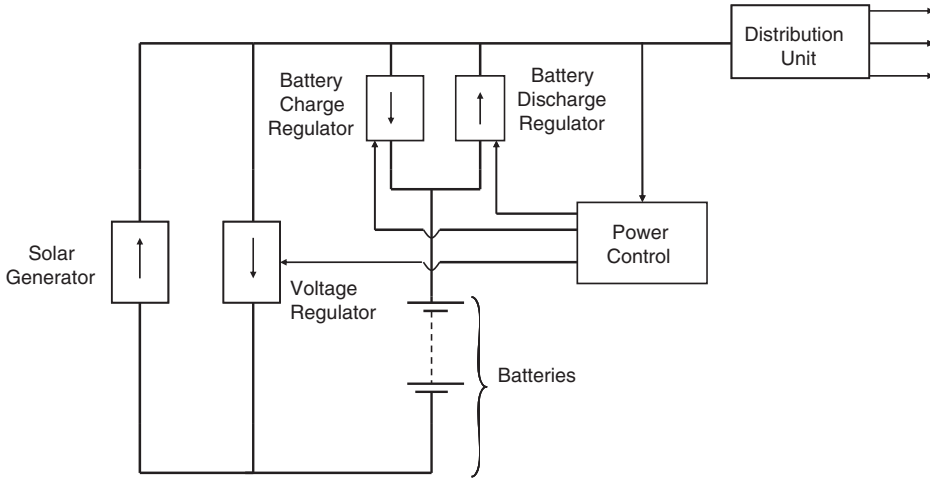 Distribution
Unit
Battery
Charge
Regulator
Battery
Discharge
Regulator
Power
Control
Solar
Generator
Voltage
Regulator
Batteries